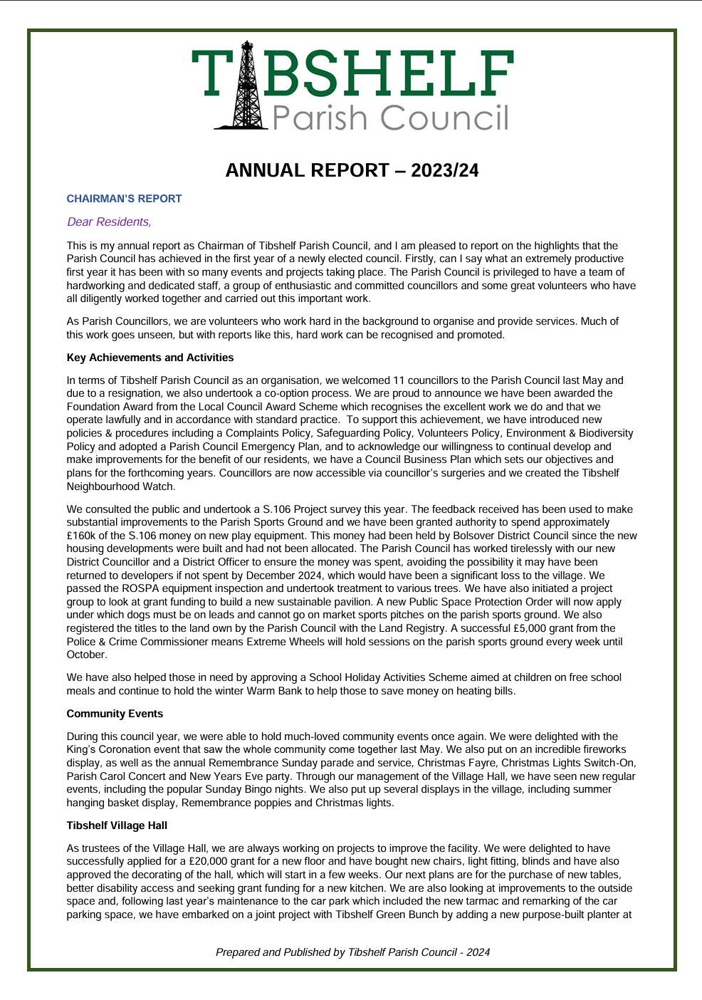 TIBSHELF
Parish Council
ANNUAL REPORT – 2023/24
CHAIRMAN'S REPORT
Dear Residents,
This is my annual report as Chairman of Tibshelf Parish Council, and I am pleased to report on the highlights that the
Parish Council has achieved in the first year of a newly elected council. Firstly, can I say what an extremely productive
first year it has been with so many events and projects taking place. The Parish Council is privileged to have a team of
hardworking and dedicated staff, a group of enthusiastic and committed councillors and some great volunteers who have
all diligently worked together and carried out this important work.
As Parish Councillors, we are volunteers who work hard in the background to organise and provide services. Much of
this work goes unseen, but with reports like this, hard work can be recognised and promoted.
Key Achievements and Activities
In terms of Tibshelf Parish Council as an organisation, we welcomed 11 councillors to the Parish Council last May and
due to a resignation, we also undertook a co-option process. We are proud to announce we have been awarded the
Foundation Award from the Local Council Award Scheme which recognises the excellent work we do and that we
operate lawfully and in accordance with standard practice.  To support this achievement, we have introduced new
policies & procedures including a Complaints Policy, Safeguarding Policy, Volunteers Policy, Environment & Biodiversity
Policy and adopted a Parish Council Emergency Plan, and to acknowledge our willingness to continual develop and
make improvements for the benefit of our residents, we have a Council Business Plan which sets our objectives and
plans for the forthcoming years. Councillors are now accessible via councillor's surgeries and we created the Tibshelf
Neighbourhood Watch.
We consulted the public and undertook a S.106 Project survey this year. The feedback received has been used to make
substantial improvements to the Parish Sports Ground and we have been granted authority to spend approximately
£160k of the S.106 money on new play equipment. This money had been held by Bolsover District Council since the new
housing developments were built and had not been allocated. The Parish Council has worked tirelessly with our new
District Councillor and a District Officer to ensure the money was spent, avoiding the possibility it may have been
returned to developers if not spent by December 2024, which would have been a significant loss to the village. We
passed the ROSPA equipment inspection and undertook treatment to various trees. We have also initiated a project
group to look at grant funding to build a new sustainable pavilion. A new Public Space Protection Order will now apply
under which dogs must be on leads and cannot go on market sports pitches on the parish sports ground. We also
registered the titles to the land own by the Parish Council with the Land Registry. A successful £5,000 grant from the
Police & Crime Commissioner means Extreme Wheels will hold sessions on the parish sports ground every week until
October.
We have also helped those in need by approving a School Holiday Activities Scheme aimed at children on free school
meals and continue to hold the winter Warm Bank to help those to save money on heating bills.
Community Events
During this council year, we were able to hold much-loved community events once again. We were delighted with the
King's Coronation event that saw the whole community come together last May. We also put on an incredible fireworks
display, as well as the annual Remembrance Sunday parade and service, Christmas Fayre, Christmas Lights Switch-On,
Parish Carol Concert and New Years Eve party. Through our management of the Village Hall, we have seen new regular
events, including the popular Sunday Bingo nights. We also put up several displays in the village, including summer
hanging basket display, Remembrance poppies and Christmas lights.
Tibshelf Village Hall
As trustees of the Village Hall, we are always working on projects to improve the facility. We were delighted to have
successfully applied for a £20,000 grant for a new floor and have bought new chairs, light fitting, blinds and have also
approved the decorating of the hall, which will start in a few weeks. Our next plans are for the purchase of new tables,
better disability access and seeking grant funding for a new kitchen. We are also looking at improvements to the outside
space and, following last year's maintenance to the car park which included the new tarmac and remarking of the car
parking space, we have embarked on a joint project with Tibshelf Green Bunch by adding a new purpose-built planter at
Prepared and Published by Tibshelf Parish Council - 2024